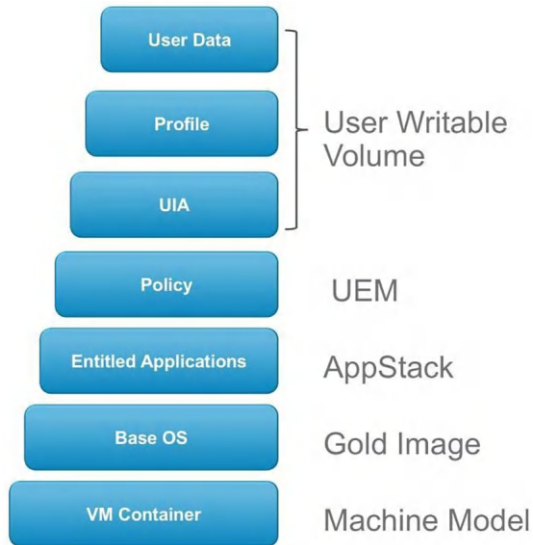 User Data
Profile
User Writable
Volume
UIA
Policy
UEM
Entitled Applications
AppStack
Base OS
Gold Image
VM Container
Machine Model